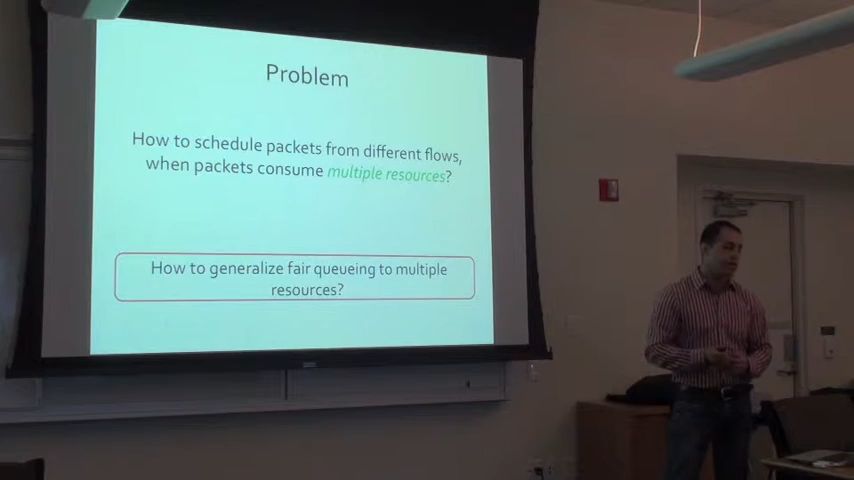 Problem
How to schedule packets from different flows,
when packets consume multiple resources?
How to generalize fair queueing to multiple
resources?